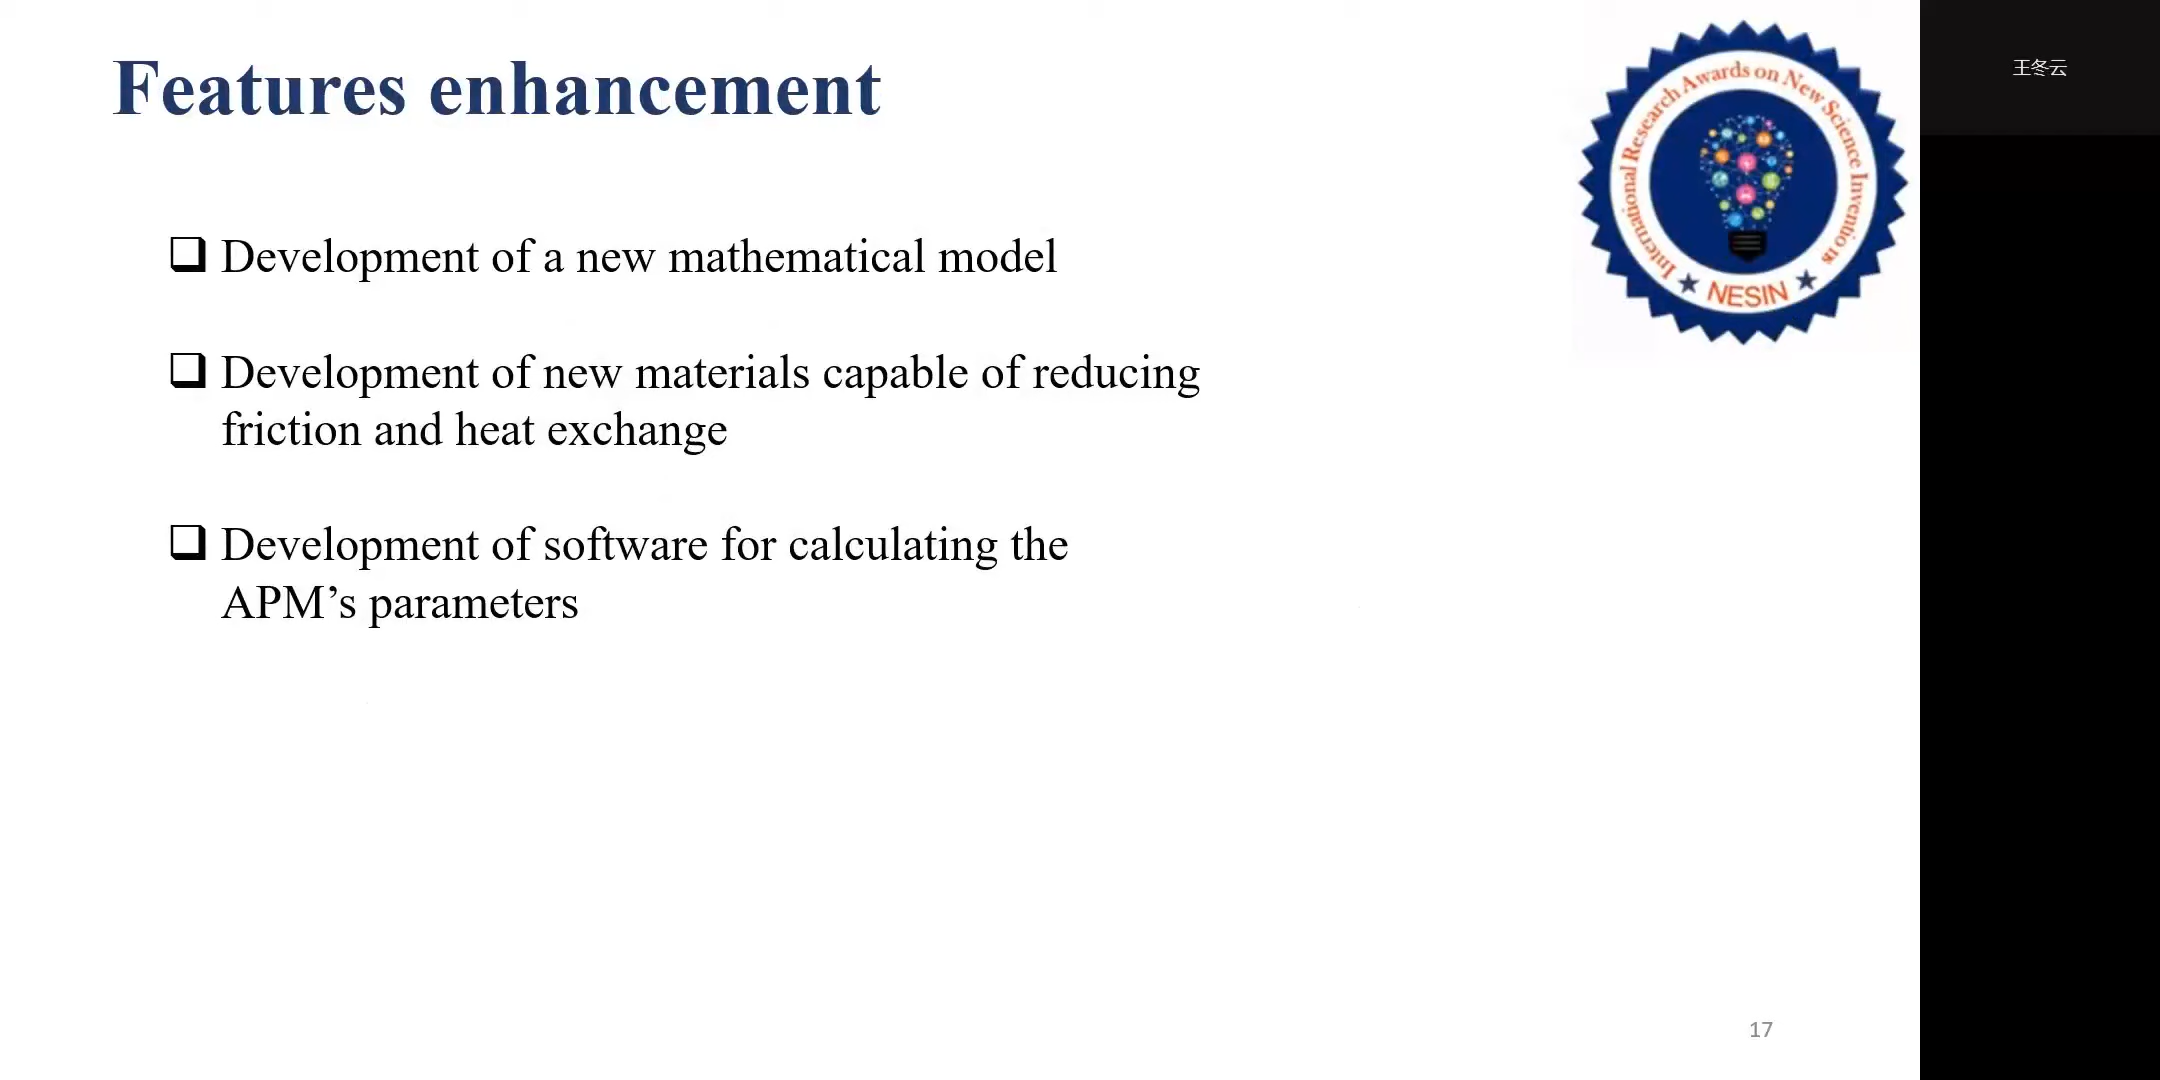 Features enhancement
International Research Awards on New Science Inventions
NESIN
王冬云
❑ Development of a new mathematical model
❑ Development of new materials capable of reducing
friction and heat exchange
❑ Development of software for calculating the
APM’s parameters
17